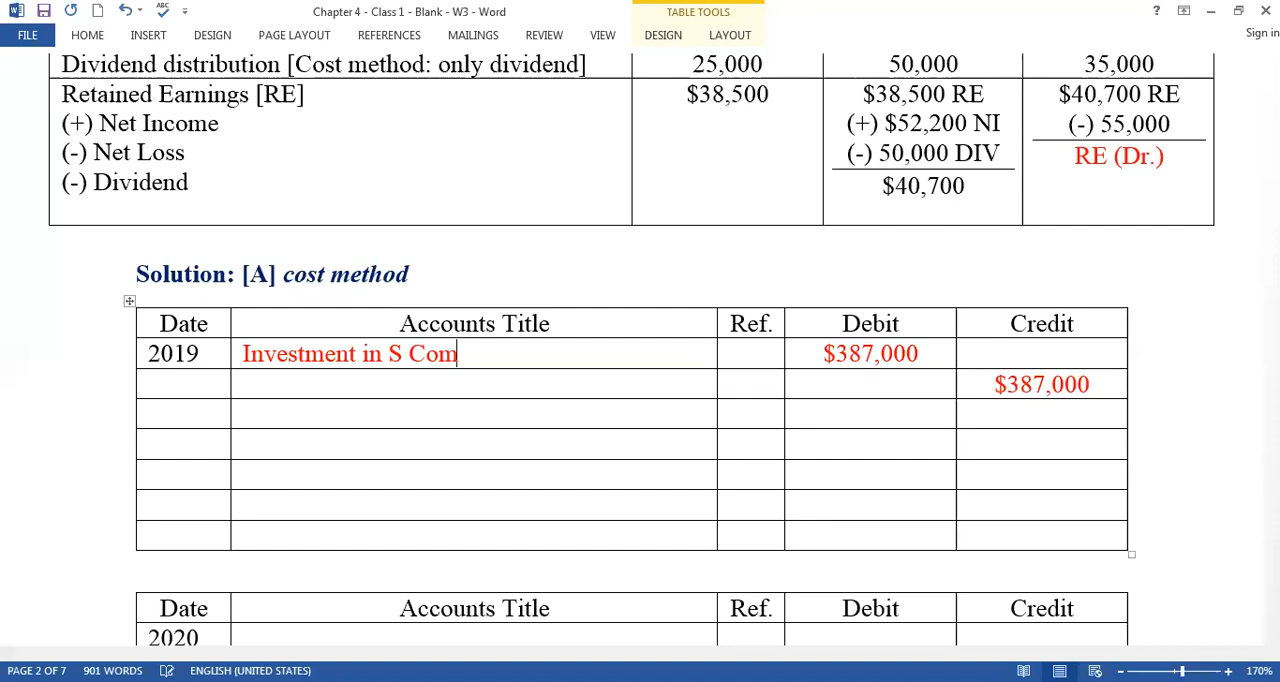 Chapter 4 - Class 1 - Blank - W3 - Word
TABLE TOOLS
?
Sign in
FILE HOME INSERT DESIGN PAGE LAYOUT REFERENCES MAILINGS REVIEW VIEW DESIGN LAYOUT
Dividend distribution [Cost method: only dividend] 25,000 50,000 35,000
Retained Earnings [RE] $38,500 $38,500 RE $40,700 RE
(+) Net Income (+) $52,200 NI (-) 55,000
(-) Net Loss (-) 50,000 DIV RE (Dr.)
(-) Dividend $40,700
Solution: [A] cost method
Date Accounts Title Ref. Debit Credit
2019 Investment in S Com $387,000
$387,000
Date Accounts Title Ref. Debit Credit
2020
PAGE 2 OF 7 901 WORDS ENGLISH (UNITED STATES) 170%